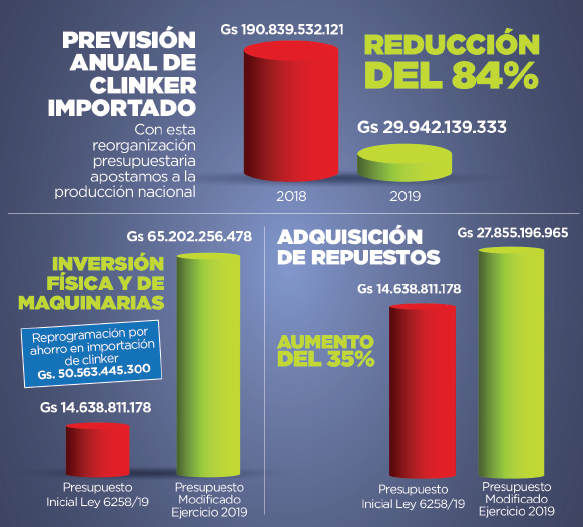 PREVISIÓN
ANUAL DE
CLINKER
IMPORTADO
Con esta
reorganización
presupuestaria
apostamos a la
producción nacional
Gs 190.839.532.121
2018
REDUCCIÓN
DEL 84%
Gs 29.942.139.333
2019
INVERSIÓN
FÍSICA Y DE
MAQUINARIAS
Reprogramación por
ahorro en importación
de clinker
Gs. 50.563.445.300
Gs 14.638.811.178
Presupuesto
Inicial Ley 6258/19
Gs 65.202.256.478
Presupuesto
Modificado
Ejercicio 2019
ADQUISICIÓN
DE REPUESTOS
AUMENTO
DEL 35%
Gs 14.638.811.178
Presupuesto
Inicial Ley 6258/19
Gs 27.855.196.965
Presupuesto
Modificado
Ejercicio 2019